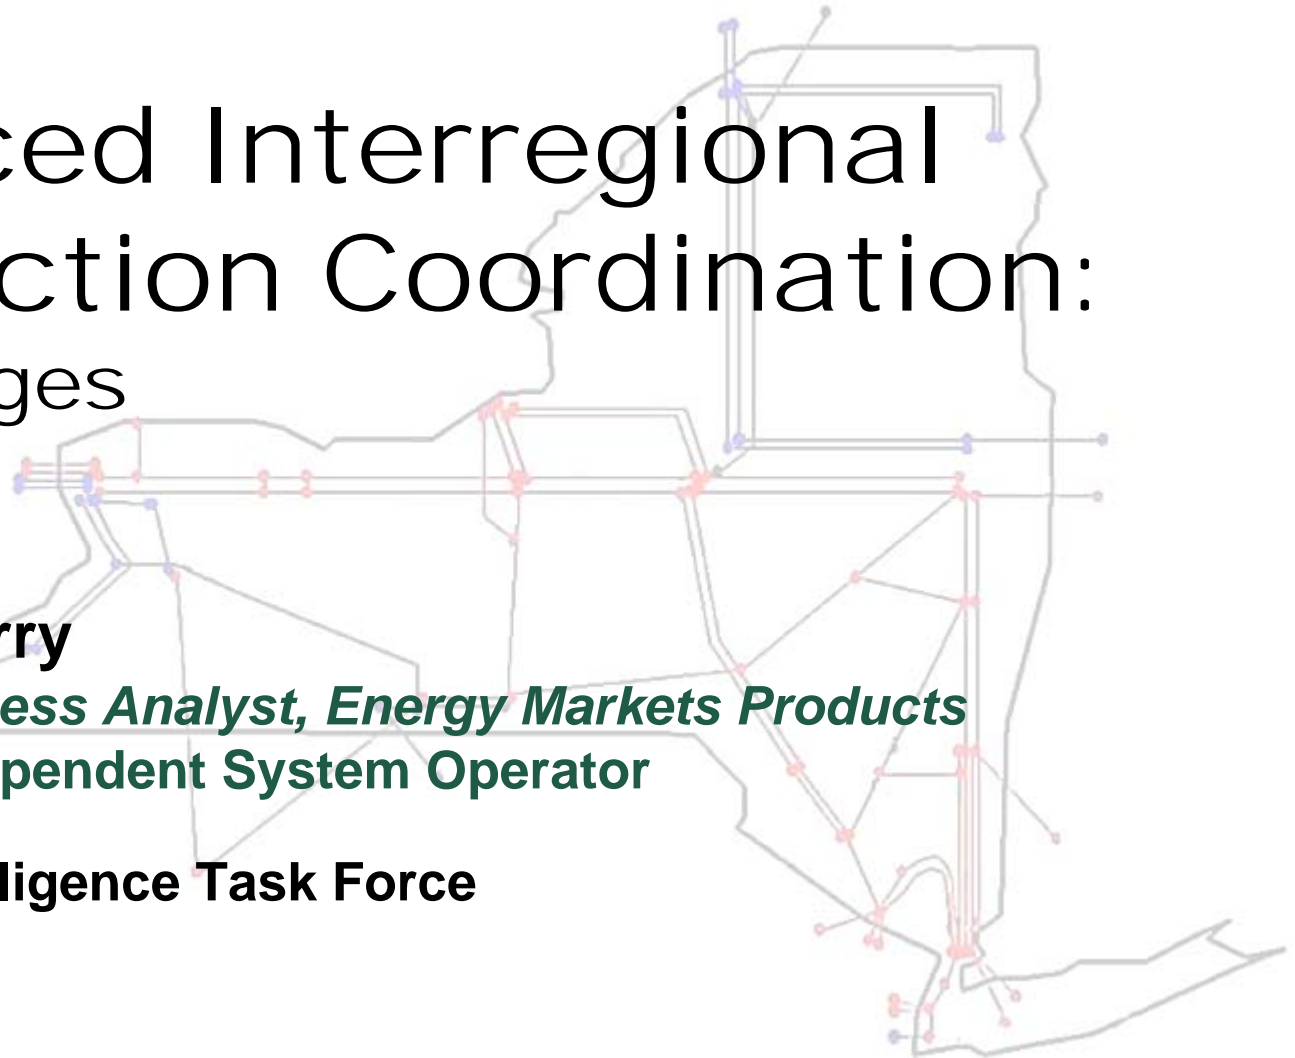 ced Interregional
ction Coordination:
ges
rry
ess Analyst, Energy Markets Products
pendent System Operator
ligence Task Force